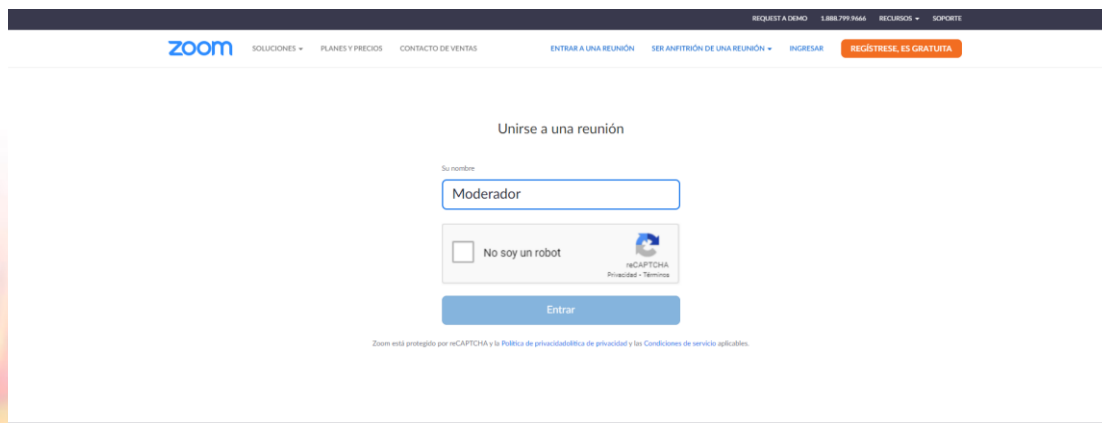 REQUEST A DEMO 1.888.799.9666 RECURSOS SOPORTE
zoom SOLUCIONES PLANES Y PRECIOS CONTACTO DE VENTAS ENTRAR A UNA REUNIÓN SER ANFITRIÓN DE UNA REUNIÓN INGRESAR REGÍSTRESE, ES GRATUITA
Unirse a una reunión
Su nombre
Moderador
No soy un robot
reCAPTCHA
Privacidad - Términos
Entrar
Zoom está protegido por reCAPTCHA y la Política de privacidadolítica de privacidad y las Condiciones de servicio aplicables.